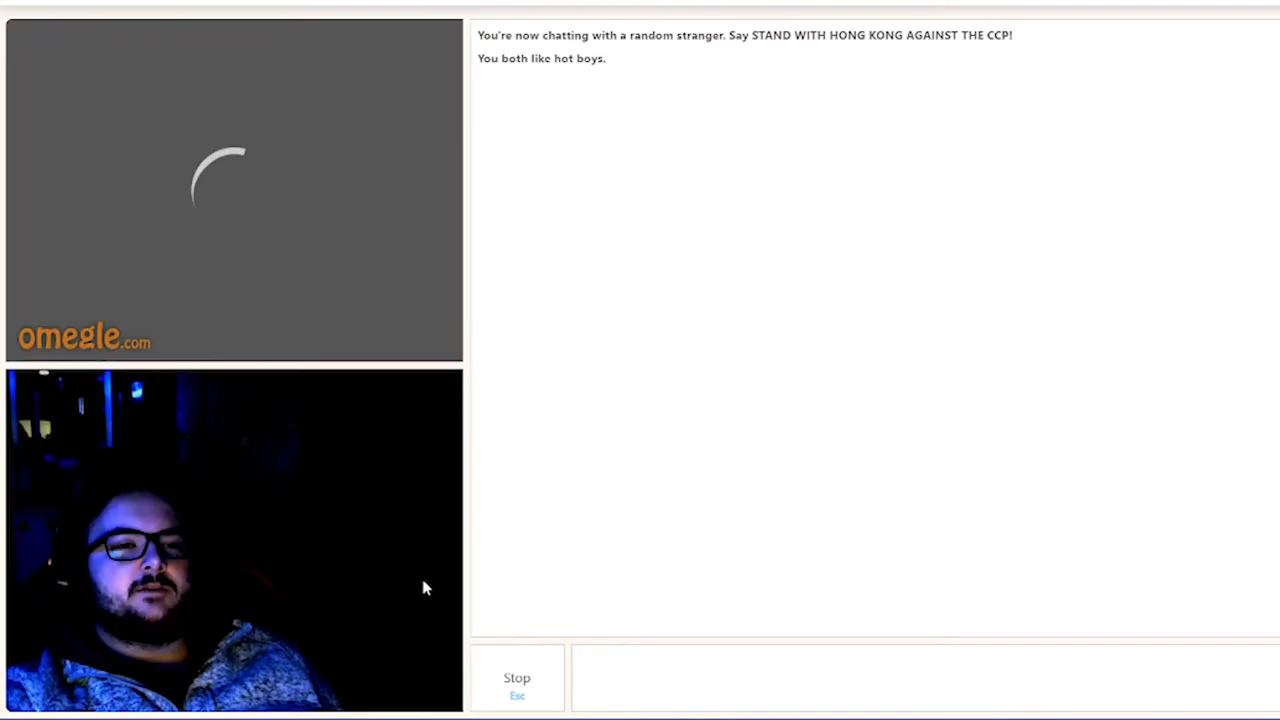 You're now chatting with a random stranger. Say STAND WITH HONG KONG AGAINST THE CCP!
You both like hot boys.
omegle.com
Stop
Esc